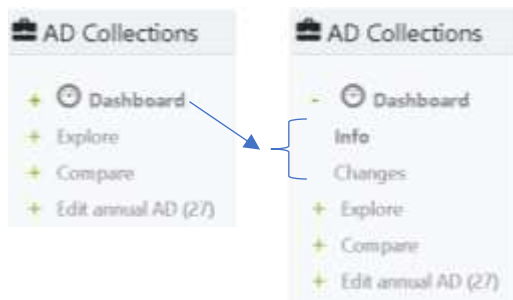 AD Collections
+ Dashboard
+ Explore
+ Compare
+ Edit annual AD (27)
AD Collections
- Dashboard
Info
Changes
+ Explore
+ Compare
+ Edit annual AD (27)